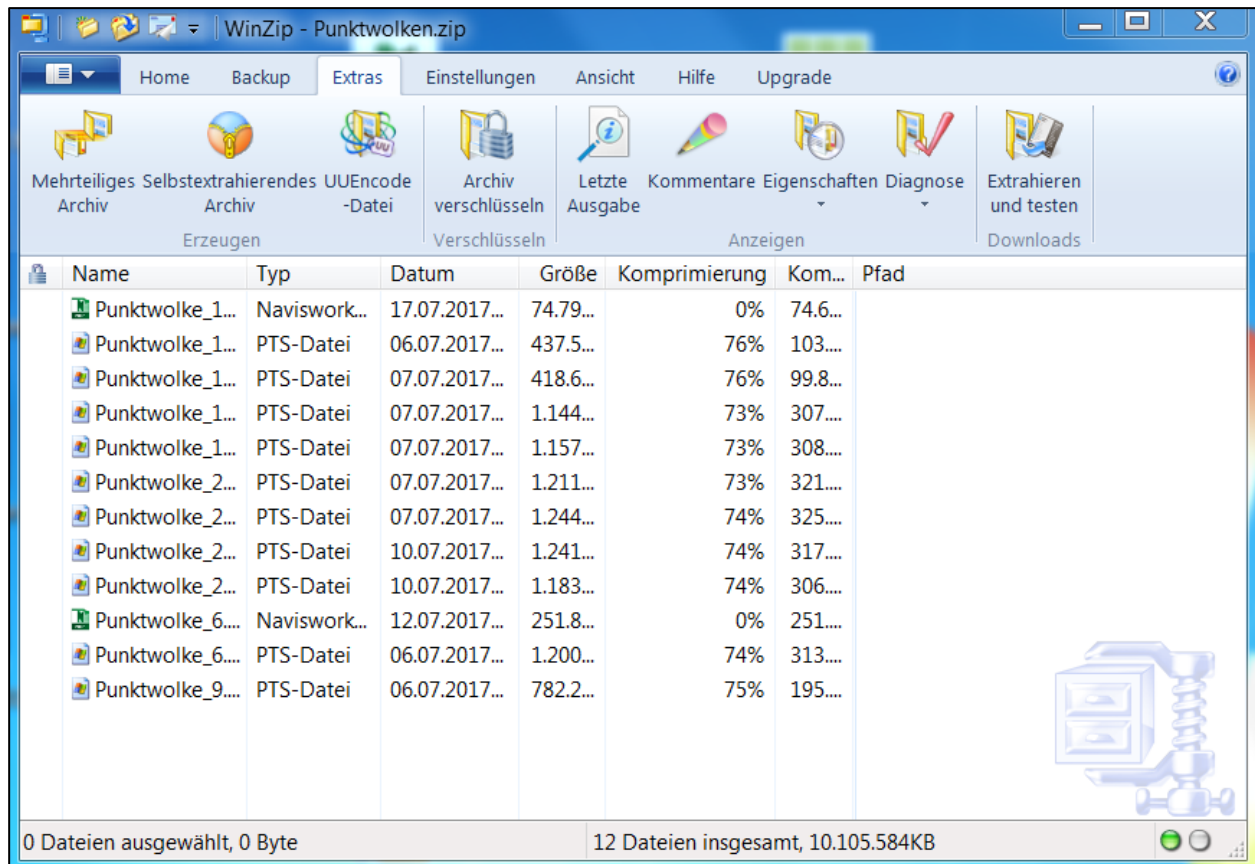 WinZip - Punktwolken.zip
Home Backup Extras Einstellungen Ansicht Hilfe Upgrade
Mehrteiliges Archiv
Selbstextrahierendes Archiv
UUEncode -Datei
Archiv verschlüsseln
Letzte Ausgabe
Kommentare
Eigenschaften
Diagnose
Extrahieren und testen
Erzeugen Verschlüsseln Anzeigen Downloads
Name Typ Datum Größe Komprimierung Kom... Pfad
Punktwolke_1... Naviswork... 17.07.2017... 74.79... 0% 74.6...
Punktwolke_1... PTS-Datei 06.07.2017... 437.5... 76% 103....
Punktwolke_1... PTS-Datei 07.07.2017... 418.6... 76% 99.8...
Punktwolke_1... PTS-Datei 07.07.2017... 1.144... 73% 307....
Punktwolke_1... PTS-Datei 07.07.2017... 1.157... 73% 308....
Punktwolke_2... PTS-Datei 07.07.2017... 1.211... 73% 321....
Punktwolke_2... PTS-Datei 07.07.2017... 1.244... 74% 325....
Punktwolke_2... PTS-Datei 10.07.2017... 1.241... 74% 317....
Punktwolke_2... PTS-Datei 10.07.2017... 1.183... 74% 306....
Punktwolke_6.... Naviswork... 12.07.2017... 251.8... 0% 251....
Punktwolke_6.... PTS-Datei 06.07.2017... 1.200... 74% 313....
Punktwolke_9.... PTS-Datei 06.07.2017... 782.2... 75% 195....
0 Dateien ausgewählt, 0 Byte
12 Dateien insgesamt, 10.105.584KB